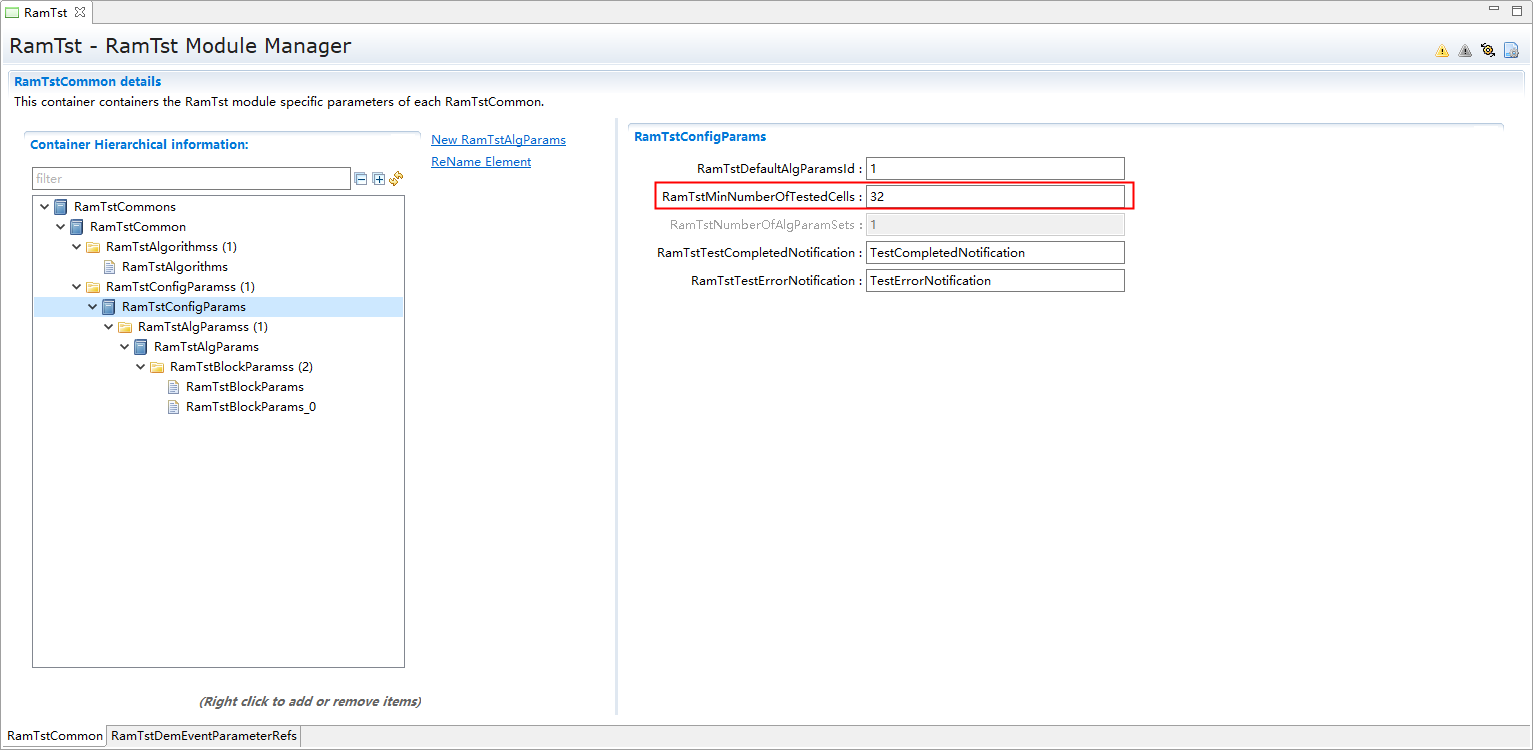 RamTst
RamTst - RamTst Module Manager
RamTstCommon details
This container containers the RamTst module specific parameters of each RamTstCommon.
Container Hierarchical information:
filter
RamTstCommons
RamTstCommon
RamTstAlgorithmss (1)
RamTstAlgorithms
RamTstConfigParamss (1)
RamTstConfigParams
RamTstAlgParamss (1)
RamTstAlgParams
RamTstBlockParamss (2)
RamTstBlockParams
RamTstBlockParams_0
(Right click to add or remove items)
New RamTstAlgParams
ReName Element
RamTstConfigParams
RamTstDefaultAlgParamsId : 1
RamTstMinNumberOfTestedCells : 32
RamTstNumberOfAlgParamSets : 1
RamTstTestCompletedNotification : TestCompletedNotification
RamTstTestErrorNotification : TestErrorNotification
RamTstCommon RamTstDemEventParameterRefs